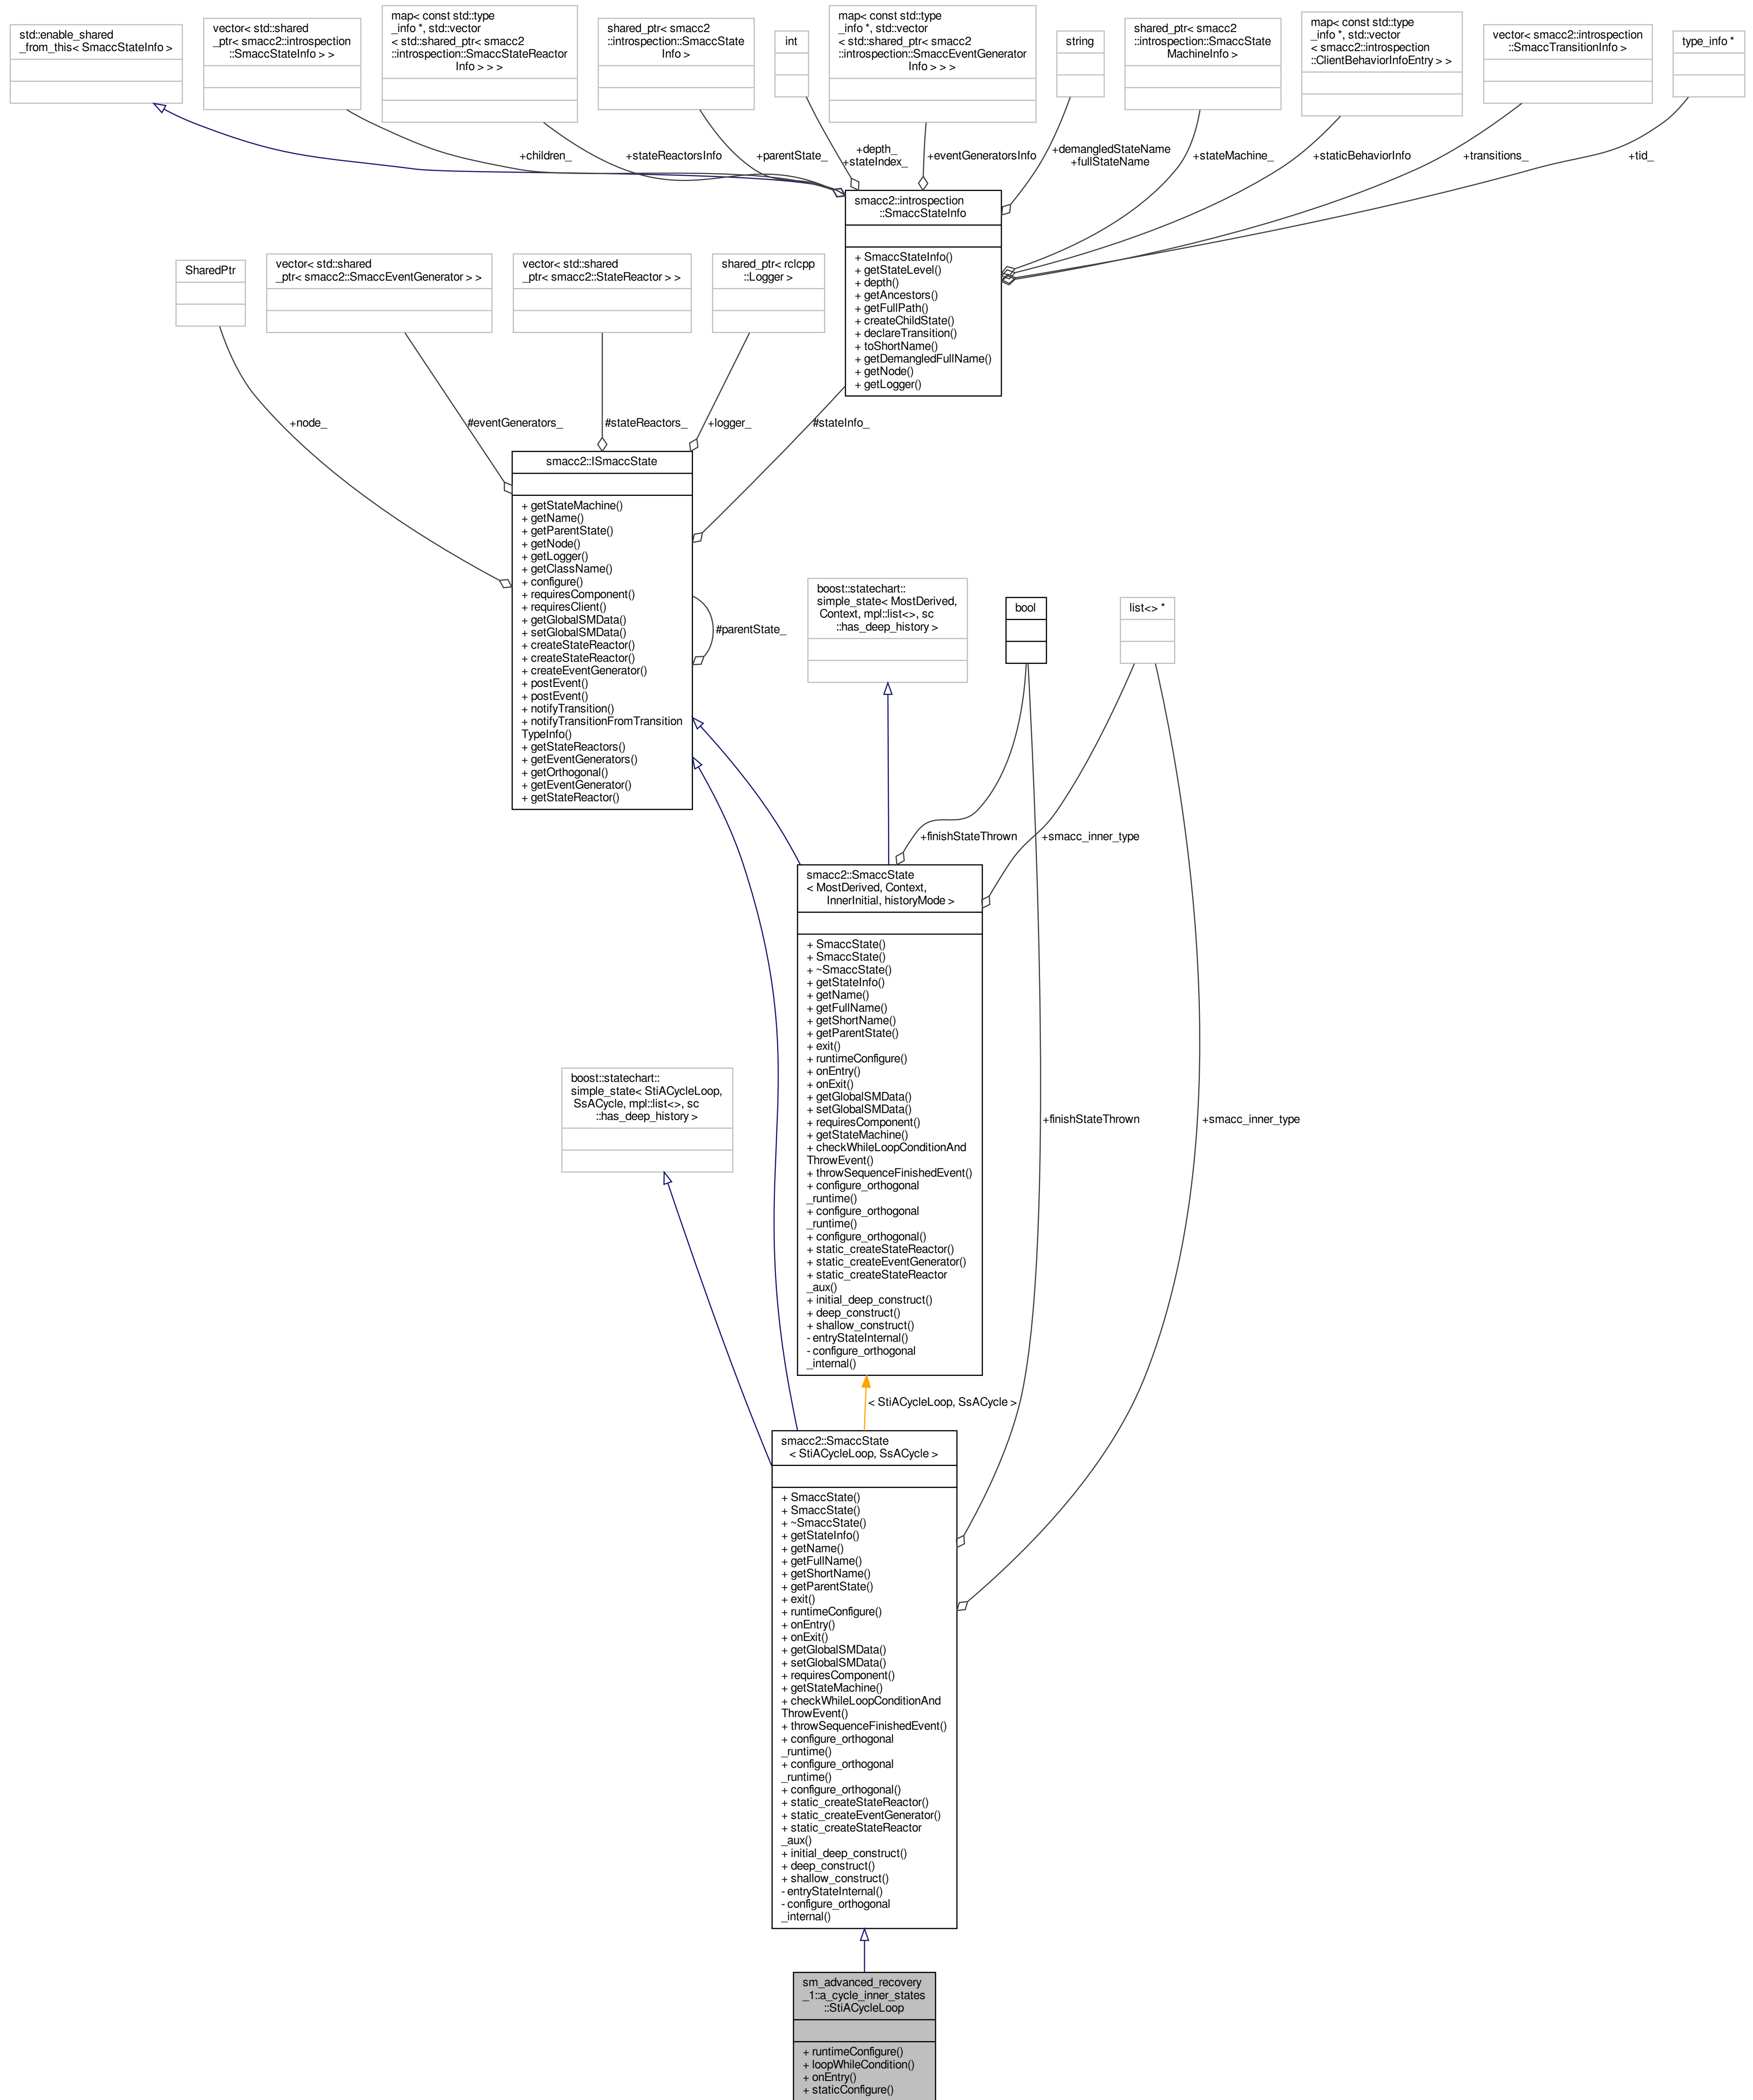 std::enable_shared
_from_this< SmaccStateInfo >
vector< std::shared
_ptr< smacc2::introspection
::SmaccStateInfo > >
map< const std::type
_info *, std::vector
< std::shared_ptr< smacc2
::introspection::SmaccStateReactor
Info > > >
shared_ptr< smacc2
::introspection::SmaccState
Info >
int
map< const std::type
_info *, std::vector
< std::shared_ptr< smacc2
::introspection::SmaccEventGenerator
Info > > >
string
shared_ptr< smacc2
::introspection::SmaccState
MachineInfo >
map< const std::type
_info *, std::vector
< smacc2::introspection
::ClientBehaviorInfoEntry > >
vector< smacc2::introspection
::SmaccTransitionInfo >
type_info *
+children_
+stateReactorsInfo
+parentState_
+depth_
+stateIndex_
+eventGeneratorsInfo
+demangledStateName
+fullStateName
+stateMachine_
+staticBehaviorInfo
+transitions_
+tid_
smacc2::introspection
::SmaccStateInfo
+ SmaccStateInfo()
+ getStateLevel()
+ depth()
+ getAncestors()
+ getFullPath()
+ createChildState()
+ declareTransition()
+ toShortName()
+ getDemangledFullName()
+ getNode()
+ getLogger()
SharedPtr
vector< std::shared
_ptr< smacc2::SmaccEventGenerator > >
vector< std::shared
_ptr< smacc2::StateReactor > >
shared_ptr< rclcpp
::Logger >
+node_
#eventGenerators_
#stateReactors_
+logger_
#stateInfo_
smacc2::ISmaccState
+ getStateMachine()
+ getName()
+ getParentState()
+ getNode()
+ getLogger()
+ getClassName()
+ configure()
+ requiresComponent()
+ requiresClient()
+ getGlobalSMData()
+ setGlobalSMData()
+ createStateReactor()
+ createStateReactor()
+ createEventGenerator()
+ postEvent()
+ postEvent()
+ notifyTransition()
+ notifyTransitionFromTransition
TypeInfo()
+ getStateReactors()
+ getEventGenerators()
+ getOrthogonal()
+ getEventGenerator()
+ getStateReactor()
#parentState_
boost::statechart::
simple_state< MostDerived,
Context, mpl::list<>, sc
::has_deep_history >
bool
list<> *
+finishStateThrown
+smacc_inner_type
smacc2::SmaccState
< MostDerived, Context,
InnerInitial, historyMode >
+ SmaccState()
+ SmaccState()
+ ~SmaccState()
+ getStateInfo()
+ getName()
+ getFullName()
+ getShortName()
+ getParentState()
+ exit()
+ runtimeConfigure()
+ onEntry()
+ onExit()
+ getGlobalSMData()
+ setGlobalSMData()
+ requiresComponent()
+ getStateMachine()
+ checkWhileLoopConditionAnd
ThrowEvent()
+ throwSequenceFinishedEvent()
+ configure_orthogonal
_runtime()
+ configure_orthogonal
_runtime()
+ configure_orthogonal()
+ static_createStateReactor()
+ static_createEventGenerator()
+ static_createStateReactor
_aux()
+ initial_deep_construct()
+ deep_construct()
+ shallow_construct()
- entryStateInternal()
- configure_orthogonal
_internal()
boost::statechart::
simple_state< StiACycleLoop,
SsACycle, mpl::list<>, sc
::has_deep_history >
+finishStateThrown
+smacc_inner_type
< StiACycleLoop, SsACycle >
smacc2::SmaccState
< StiACycleLoop, SsACycle >
+ SmaccState()
+ SmaccState()
+ ~SmaccState()
+ getStateInfo()
+ getName()
+ getFullName()
+ getShortName()
+ getParentState()
+ exit()
+ runtimeConfigure()
+ onEntry()
+ onExit()
+ getGlobalSMData()
+ setGlobalSMData()
+ requiresComponent()
+ getStateMachine()
+ checkWhileLoopConditionAnd
ThrowEvent()
+ throwSequenceFinishedEvent()
+ configure_orthogonal
_runtime()
+ configure_orthogonal
_runtime()
+ configure_orthogonal()
+ static_createStateReactor()
+ static_createEventGenerator()
+ static_createStateReactor
_aux()
+ initial_deep_construct()
+ deep_construct()
+ shallow_construct()
- entryStateInternal()
- configure_orthogonal
_internal()
sm_advanced_recovery
_1::a_cycle_inner_states
::StiACycleLoop
+ runtimeConfigure()
+ loopWhileCondition()
+ onEntry()
+ staticConfigure()